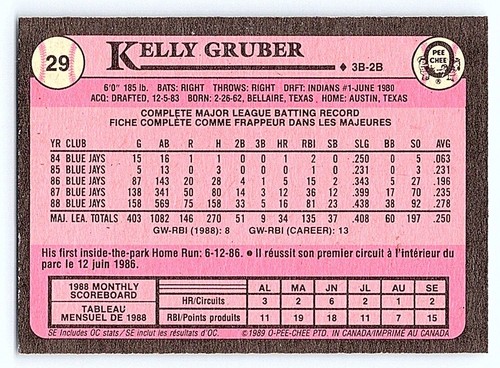 29
KELLY GRUBER
♦ 3B-2B
O PEE CHEE
6'0" 185 lb. BATS: RIGHT THROWS: RIGHT DRFT: INDIANS #1-JUNE 1980
ACQ: DRAFTED, 12-5-83 BORN: 2-26-62, BELLAIRE, TEXAS HOME: AUSTIN, TEXAS
COMPLETE MAJOR LEAGUE BATTING RECORD
FICHE COMPLÈTE COMME FRAPPEUR DANS LES MAJEURES
YR CLUB G AB R H 2B 3B HR RBI SB SLG BB SO AVG
84 BLUE JAYS 15 16 1 1 0 0 1 2 0 .250 0 5 .063
85 BLUE JAYS 5 13 0 3 0 0 0 1 0 .231 0 3 .231
86 BLUE JAYS 87 143 20 28 4 1 5 15 2 .343 5 27 .196
87 BLUE JAYS 138 341 50 80 14 3 12 36 12 .399 17 70 .235
88 BLUE JAYS 158 569 75 158 33 5 16 81 23 .438 38 92 .278
MAJ. LEA. TOTALS 403 1082 146 270 51 9 34 135 37 .408 60 197 .250
GW-RBI (1988): 8 GW-RBI (CAREER): 13
His first inside-the-park Home Run: 6-12-86. • Il réussit son premier circuit à l'intérieur du
parc le 12 juin 1986.
1988 MONTHLY
SCOREBOARD
TABLEAU
MENSUEL DE 1988
AL MA JN JL AU SE
HR/Circuits 3 2 6 2 1 2
RBI/Points produits 11 19 18 11 7 15
SE Includes OC stats/SE inclut les résultats d'OC.
©1989 O-PEE-CHEE PTD. IN CANADA/IMPRIMÉ AU CANADA